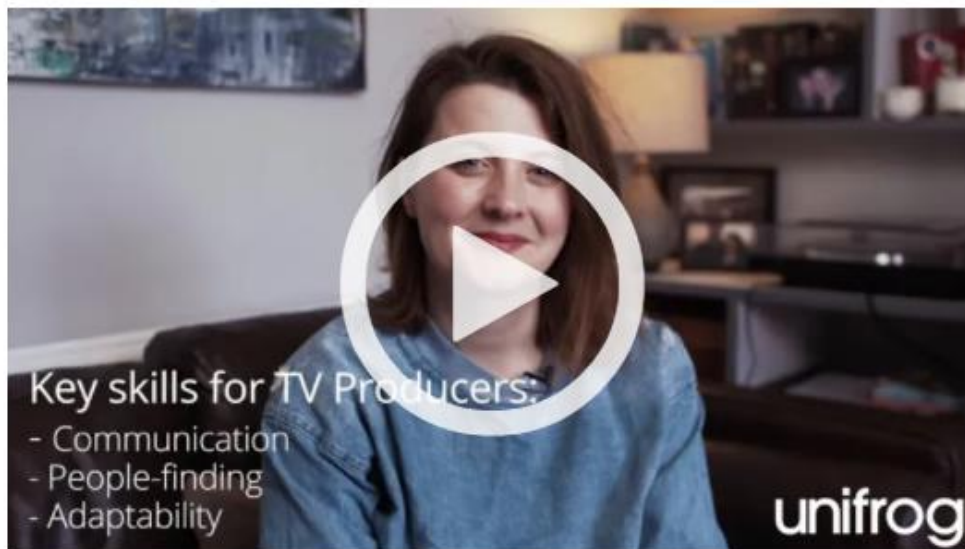 Key skills for TV Producers:
- Communication
- People-finding
- Adaptability
unifrog